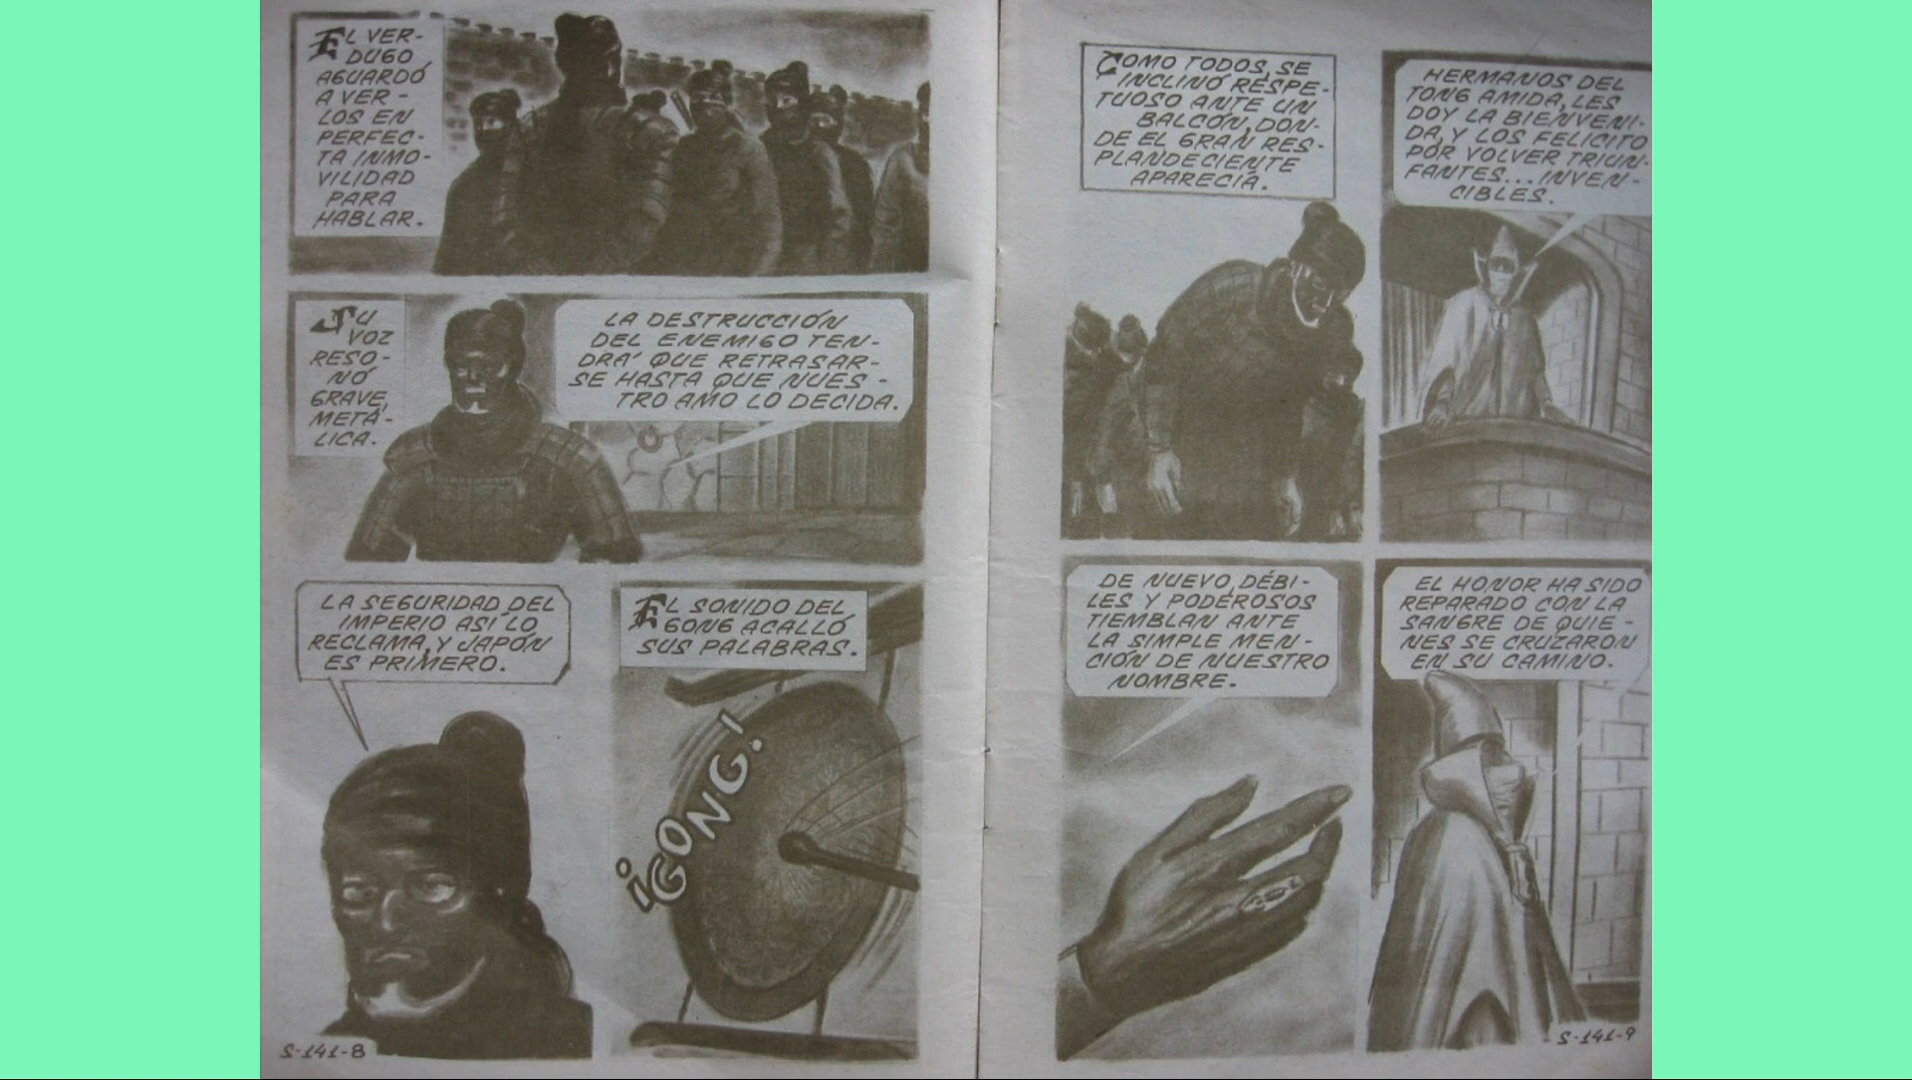 EL VER-
DUGO
AGUARDÓ
A VER-
LOS EN
PERFEC-
TA INMO-
VILIDAD
PARA
HABLAR.
SU
VOZ
RESO-
NÓ
GRAVE,
METÁ-
LICA.
LA DESTRUCCIÓN
DEL ENEMIGO TEN-
DRÁ QUE RETRASAR-
SE HASTA QUE NUES-
TRO AMO LO DECIDA.
LA SEGURIDAD DEL
IMPERIO ASÍ LO
RECLAMA, Y JAPÓN
ES PRIMERO.
EL SONIDO DEL
GONG ACALLÓ
SUS PALABRAS.
¡GONG!
S-141-8
COMO TODOS, SE
INCLINÓ RESPE-
TUOSO ANTE UN
BALCÓN, DON-
DE EL GRAN RES-
PLANDECIENTE
APARECIÁ.
HERMANOS DEL
TONG AMIDA, LES
DOY LA BIENVENI-
DA, Y LOS FELICITO
POR VOLVER TRIUN-
FANTES... INVEN-
CIBLES.
DE NUEVO, DÉBI-
LES Y PODEROSOS
TIEMBLAN ANTE
LA SIMPLE MEN-
CIÓN DE NUESTRO
NOMBRE.
EL HONOR HA SIDO
REPARADO CON LA
SANGRE DE QUIE-
NES SE CRUZARON
EN SU CAMINO.
S-141-9